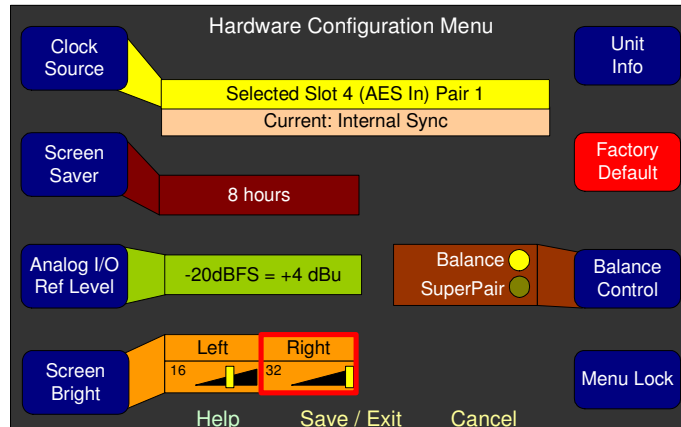 Hardware Configuration Menu
Clock
Source
Unit
Info
Selected Slot 4 (AES In) Pair 1
Current: Internal Sync
Screen
Saver
8 hours
Factory
Default
Analog I/O
Ref Level
-20dBFS = +4 dBu
Balance
SuperPair
Balance
Control
Screen
Bright
Left
Right
16
32
Menu Lock
Help
Save / Exit
Cancel